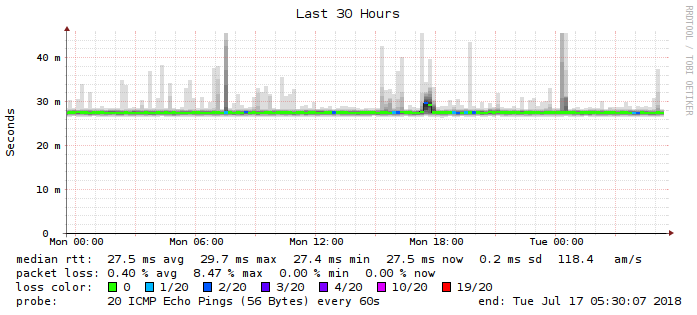 Last 30 Hours
RRDTOOL / TOBI OETIKER
Seconds
40 m
30 m
20 m
10 m
0
Mon 00:00 Mon 06:00 Mon 12:00 Mon 18:00 Tue 00:00
median rtt: 27.5 ms avg 29.7 ms max 27.4 ms min 27.5 ms now 0.2 ms sd 118.4 am/s
packet loss: 0.40 % avg 8.47 % max 0.00 % min 0.00 % now
loss color: 0 1/20 2/20 3/20 4/20 10/20 19/20
probe: 20 ICMP Echo Pings (56 Bytes) every 60s end: Tue Jul 17 05:30:07 2018